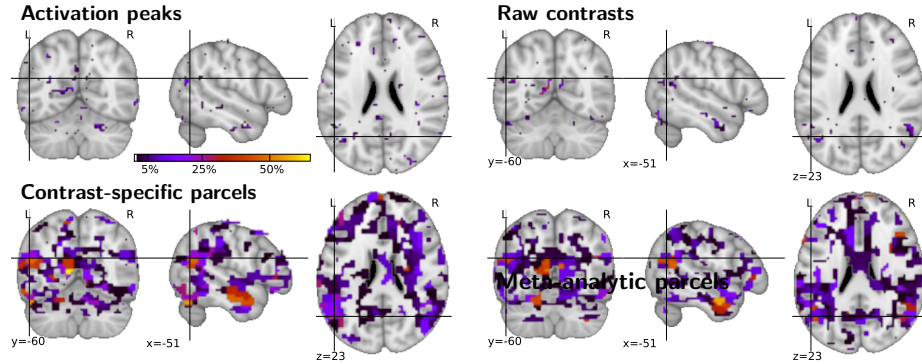 Activation peaks
Raw contrasts
L R
L R
5% 25% 50%
y=-60 x=-51
z=23
Contrast-specific parcels
L R R
L R R
Meta-analytic parcels
y=-60 x=-51
z=23
y=-60 x=-51
z=23